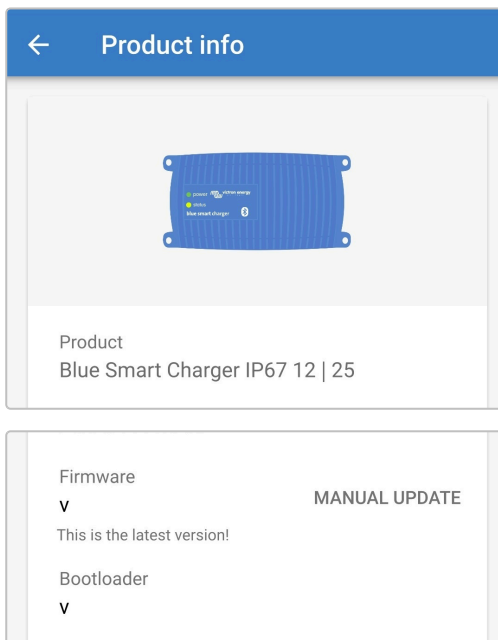 Product info
power victron energy
status
blue smart charger
Product
Blue Smart Charger IP67 12 | 25
Firmware
v
MANUAL UPDATE
This is the latest version!
Bootloader
v